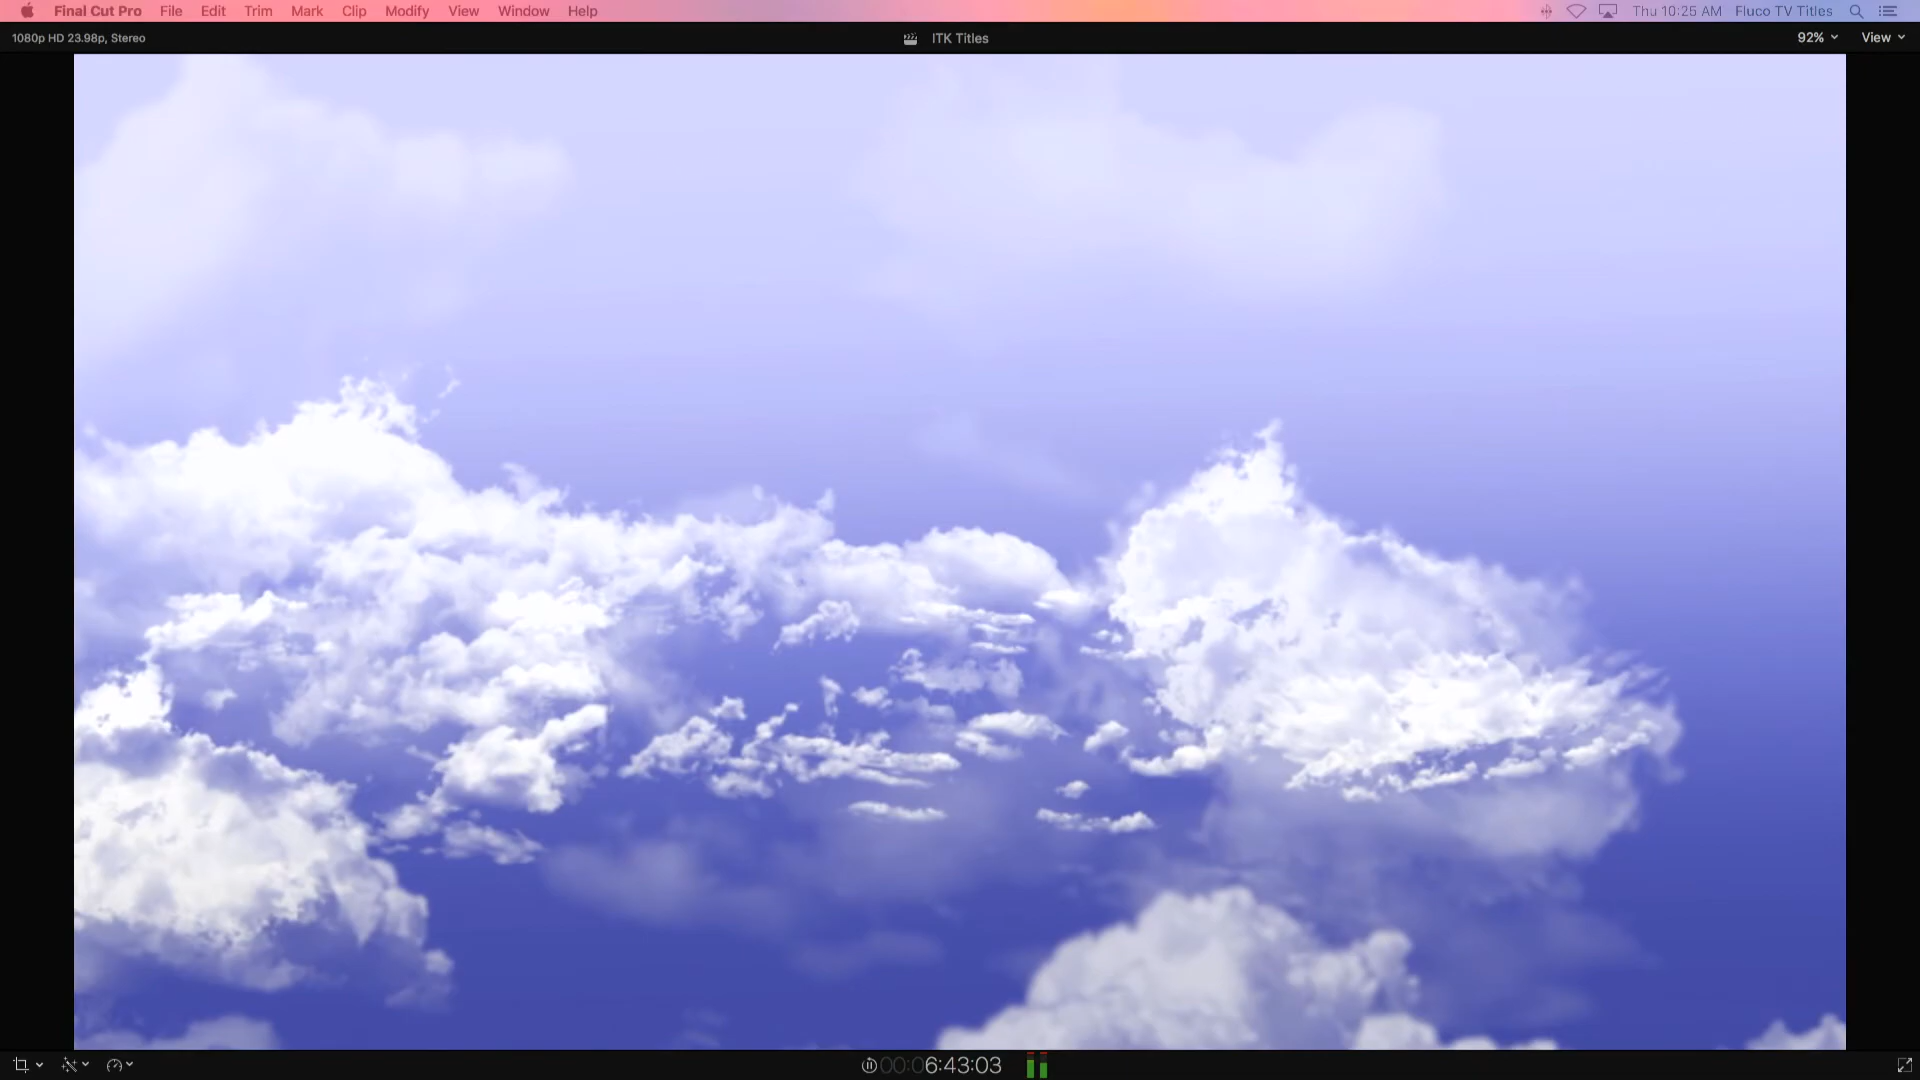 Final Cut Pro File Edit Trim Mark Clip Modify View Window Help Thu 10:25 AM Fluco TV Titles
1080p HD 23.98p, Stereo ITK Titles 92% View
00:06:43:03